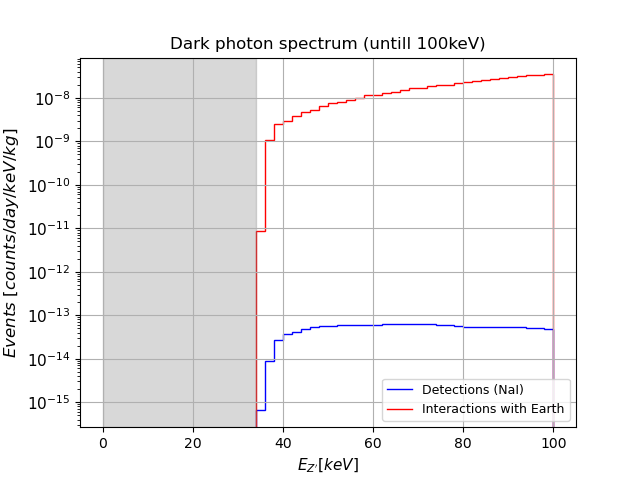 Dark photon spectrum (untill 100keV)
Events [counts/day/keV/kg]
10⁻⁸
10⁻⁹
10⁻¹⁰
10⁻¹¹
10⁻¹²
10⁻¹³
10⁻¹⁴
10⁻¹⁵
Detections (NaI)
Interactions with Earth
0 20 40 60 80 100
E_Z'[keV]